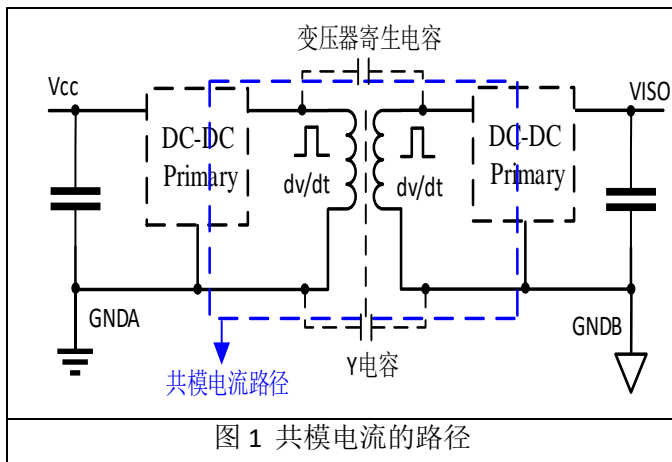 变压器寄生电容
Vcc
VISO
DC-DC
Primary
dv/dt
dv/dt
DC-DC
Primary
GNDA
GNDB
共模电流路径
Y电容
图 1 共模电流的路径